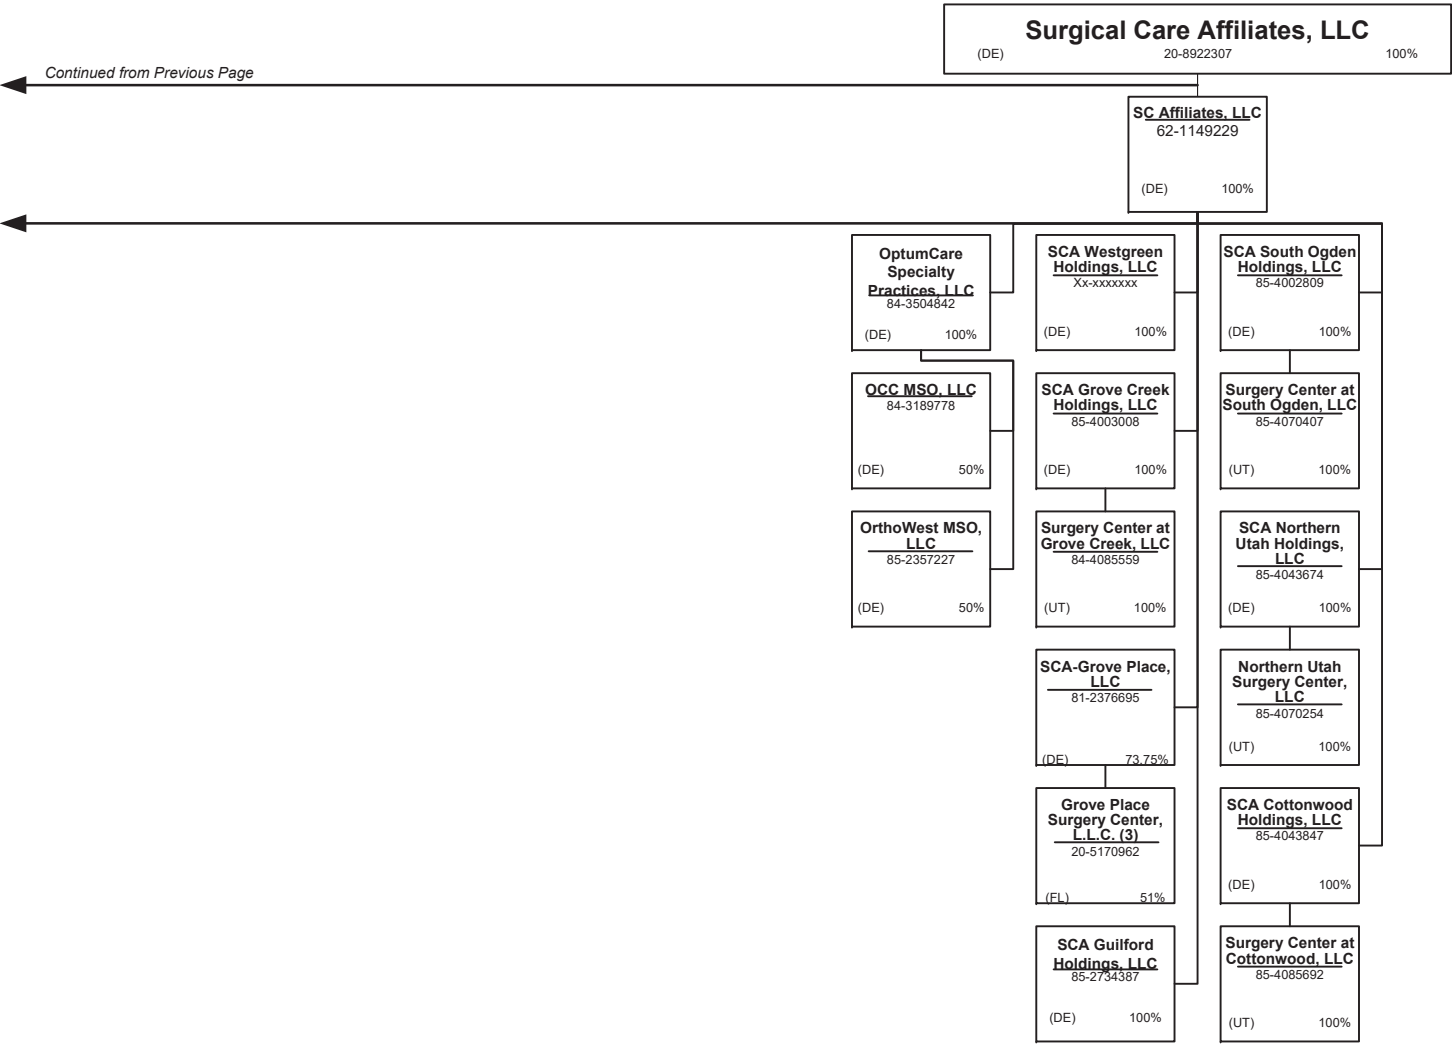 Surgical Care Affiliates, LLC
(DE) 20-8922307 100%
Continued from Previous Page
SC Affiliates, LLC
62-1149229
(DE) 100%
OptumCare
Specialty
Practices, LLC
84-3504842
(DE) 100%
OCC MSO, LLC
84-3189778
(DE) 50%
OrthoWest MSO,
LLC
85-2357227
(DE) 50%
SCA Westgreen
Holdings, LLC
Xx-xxxxxxx
(DE) 100%
SCA Grove Creek
Holdings, LLC
85-4003008
(DE) 100%
Surgery Center at
Grove Creek, LLC
84-4085559
(UT) 100%
SCA-Grove Place,
LLC
81-2376695
(DE) 73.75%
Grove Place
Surgery Center,
L.L.C. (3)
20-5170962
(FL) 51%
SCA Guilford
Holdings, LLC
85-2734387
(DE) 100%
SCA South Ogden
Holdings, LLC
85-4002809
(DE) 100%
Surgery Center at
South Ogden, LLC
85-4070407
(UT) 100%
SCA Northern
Utah Holdings,
LLC
85-4043674
(DE) 100%
Northern Utah
Surgery Center,
LLC
85-4070254
(UT) 100%
SCA Cottonwood
Holdings, LLC
85-4043847
(DE) 100%
Surgery Center at
Cottonwood, LLC
85-4085692
(UT) 100%